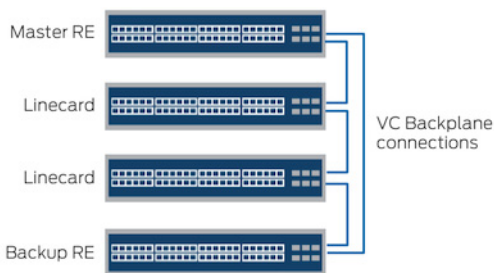 Master RE
Linecard
Linecard
Backup RE
VC Backplane
connections